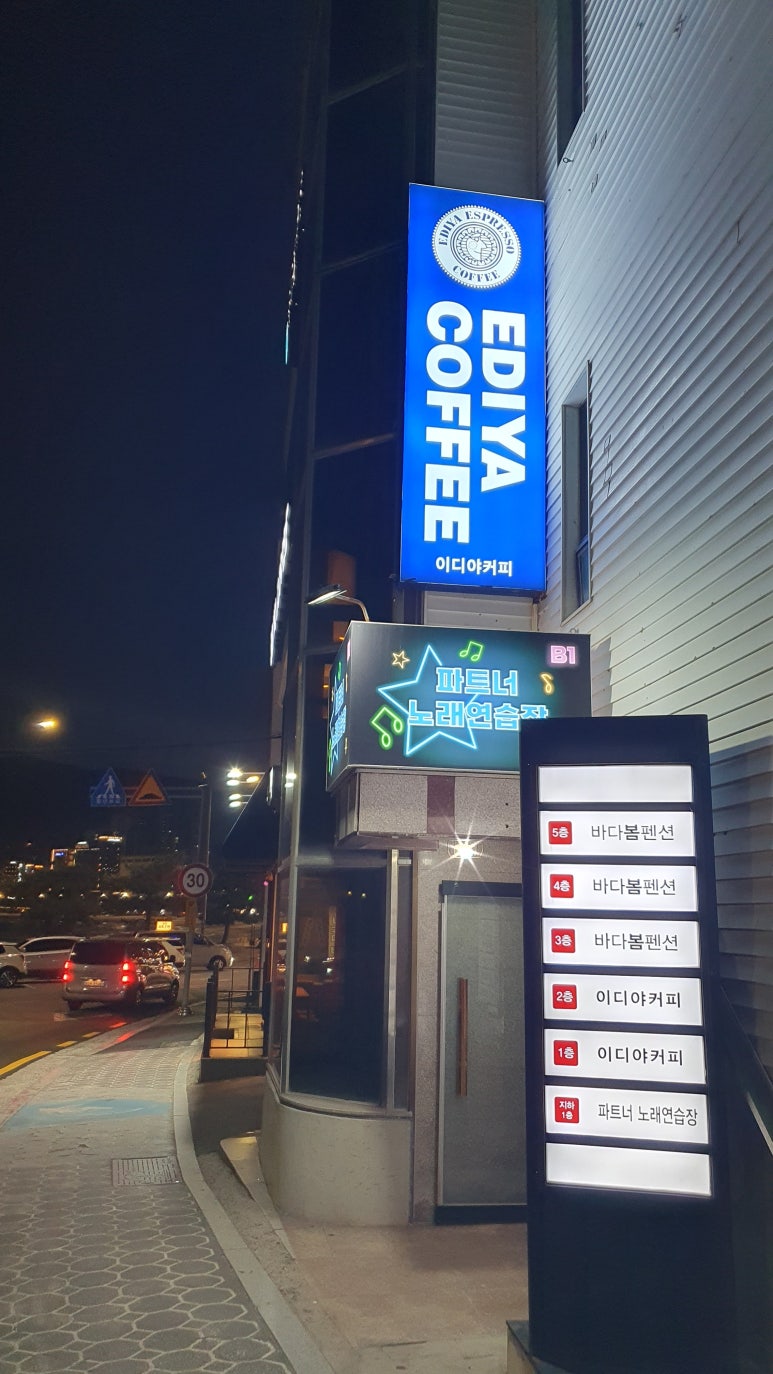 EDIYA ESPRESSO
COFFEE
EDIYA
COFFEE
이디야커피
B1
파트너
노래연습장
30
5층 바다봄펜션
4층 바다봄펜션
3층 바다봄펜션
2층 이디야커피
1층 이디야커피
지하
1층 파트너 노래연습장